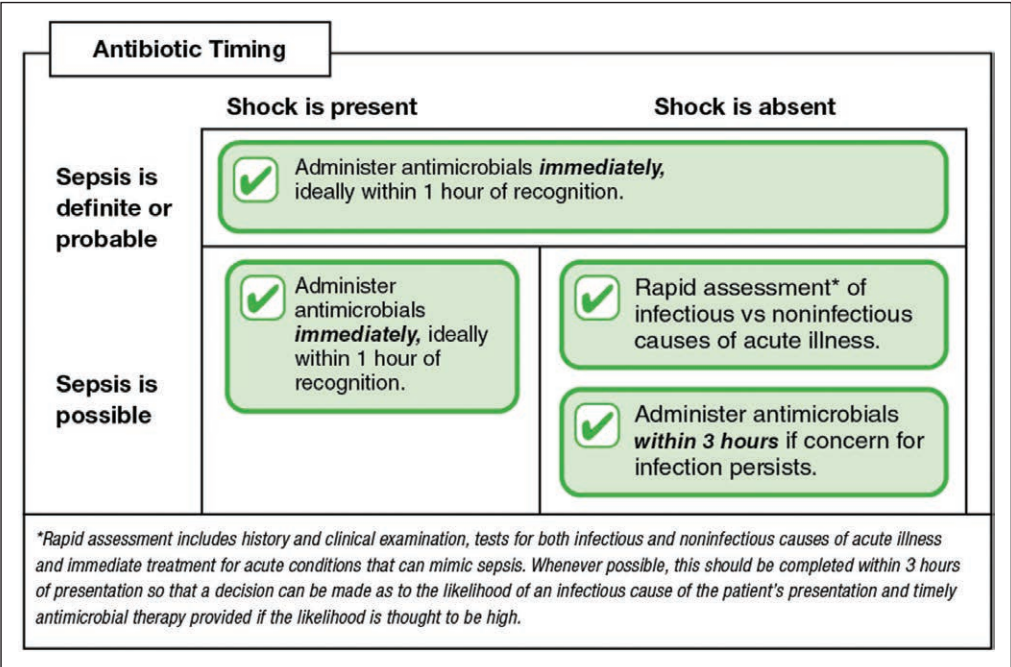 Antibiotic Timing
Shock is present
Shock is absent
Sepsis is
definite or
probable
Administer antimicrobials immediately,
ideally within 1 hour of recognition.
Sepsis is
possible
Administer
antimicrobials
immediately, ideally
within 1 hour of
recognition.
Rapid assessment* of
infectious vs noninfectious
causes of acute illness.
Administer antimicrobials
within 3 hours if concern for
infection persists.
*Rapid assessment includes history and clinical examination, tests for both infectious and noninfectious causes of acute illness
and immediate treatment for acute conditions that can mimic sepsis. Whenever possible, this should be completed within 3 hours
of presentation so that a decision can be made as to the likelihood of an infectious cause of the patient's presentation and timely
antimicrobial therapy provided if the likelihood is thought to be high.